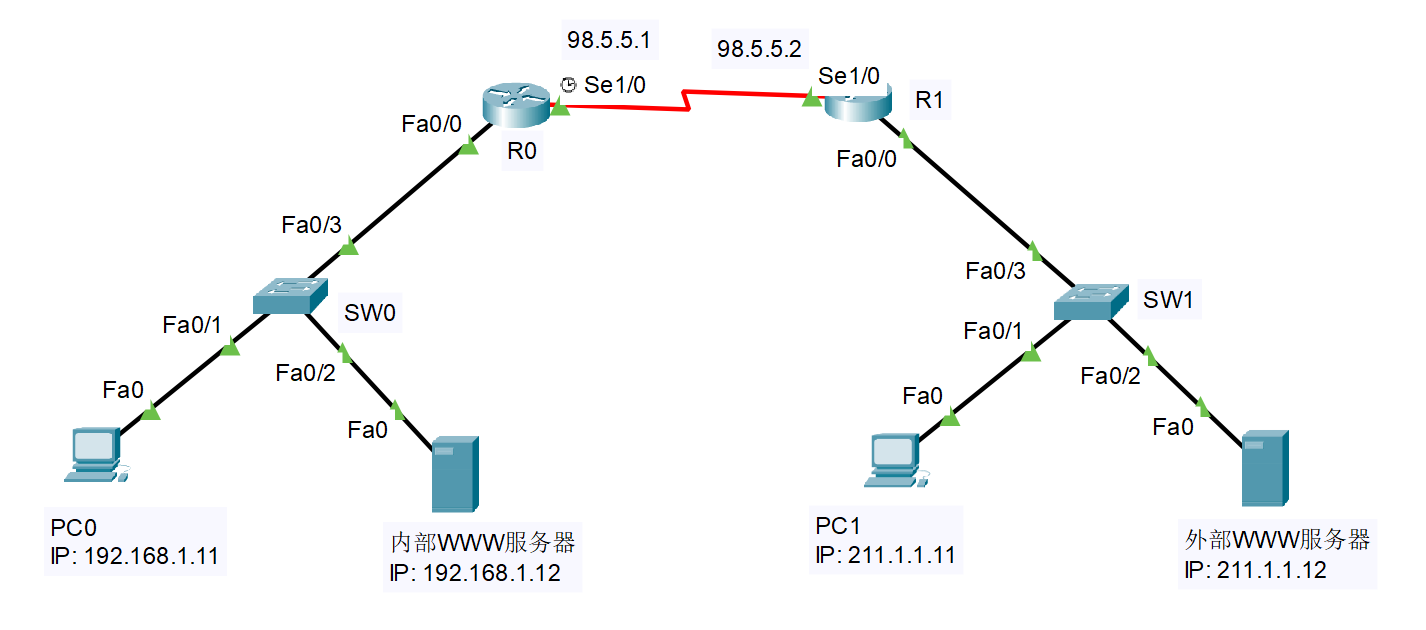 98.5.5.1
98.5.5.2
Se1/0
Se1/0
R1
Fa0/0
R0
Fa0/0
Fa0/3
Fa0/3
SW0
SW1
Fa0/1
Fa0/1
Fa0/2
Fa0/2
Fa0
Fa0
Fa0
Fa0
PC0
IP: 192.168.1.11
内部WWW服务器
IP: 192.168.1.12
PC1
IP: 211.1.1.11
外部WWW服务器
IP: 211.1.1.12